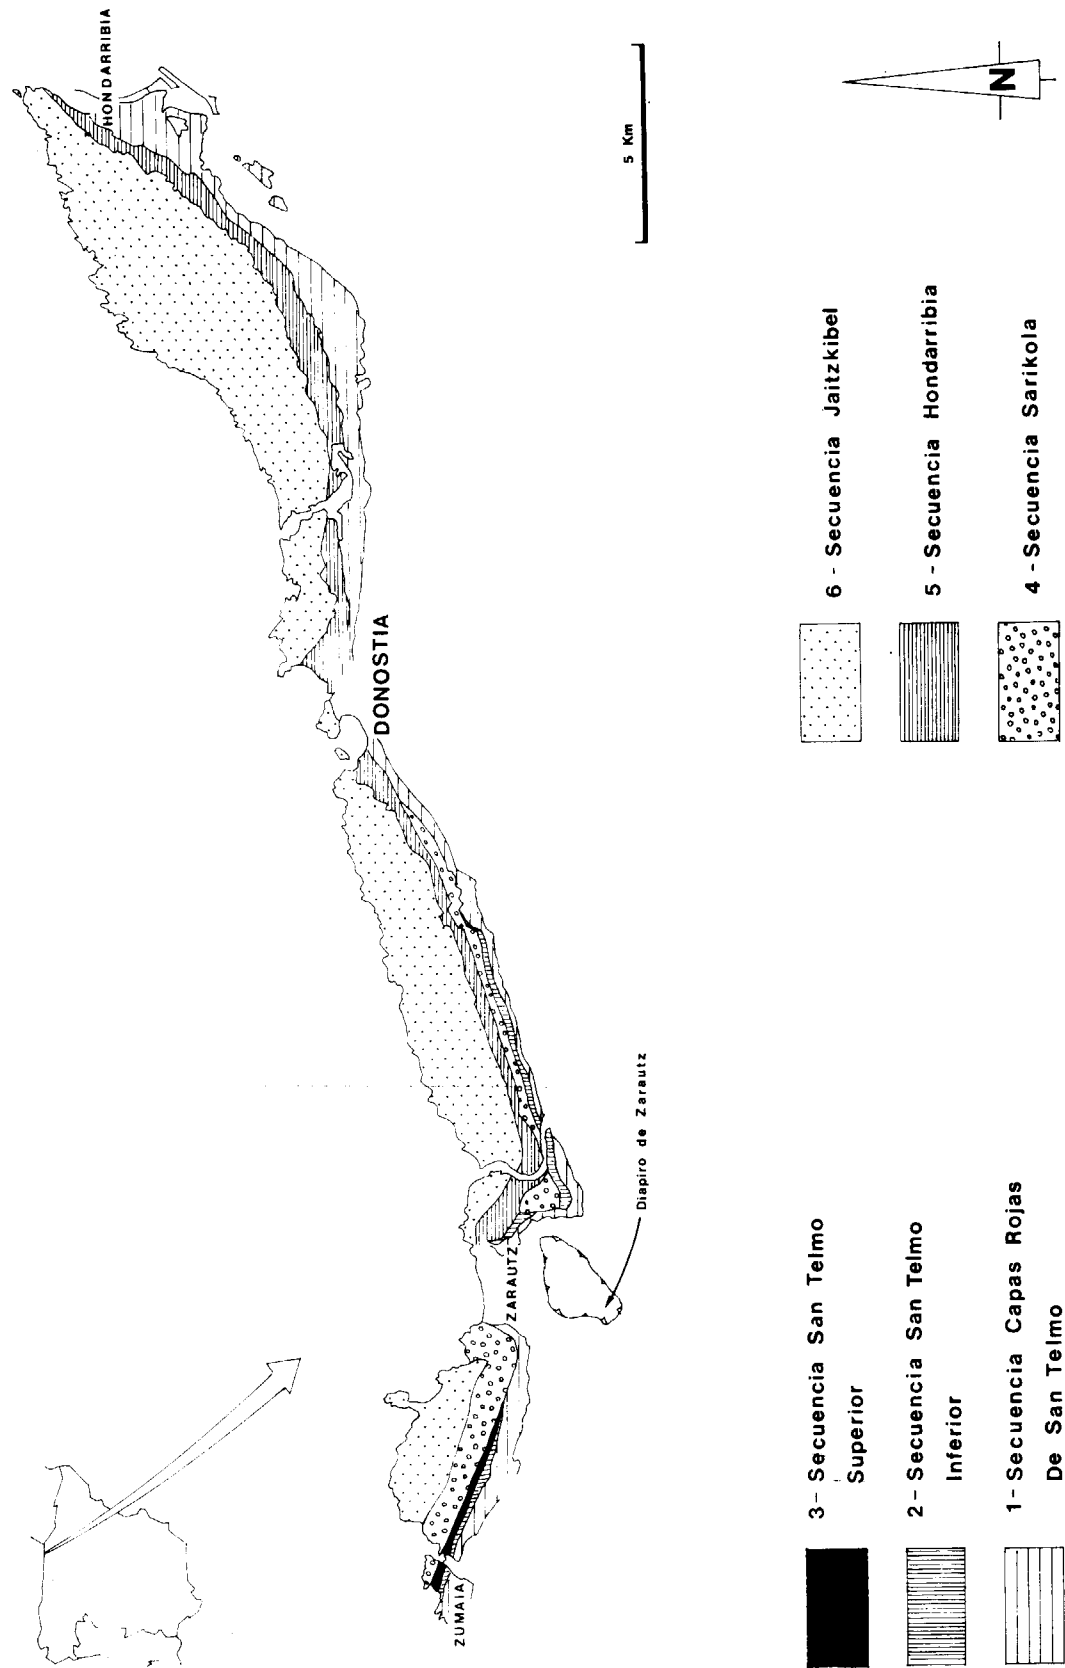 HONDARRIBIA
DONOSTIA
ZARAUTZ
ZUMAIA
Diapiro de Zarautz
5 Km
N
3- Secuencia San Telmo
Superior
2- Secuencia San Telmo
Inferior
1- Secuencia Capas Rojas
De San Telmo
6 - Secuencia Jaitzkibel
5 - Secuencia Hondarribia
4 - Secuencia Sarikola